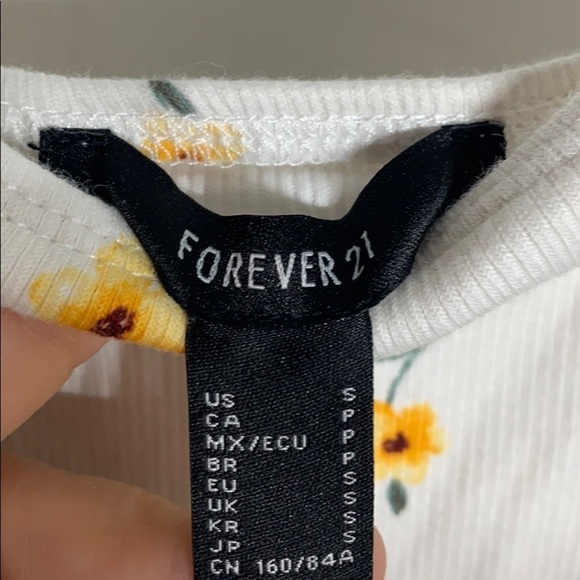 FOREVER 21
US S
CA P
MX/ECU P
BR P
EU S
UK S
KR S
JP S
CN 160/84A